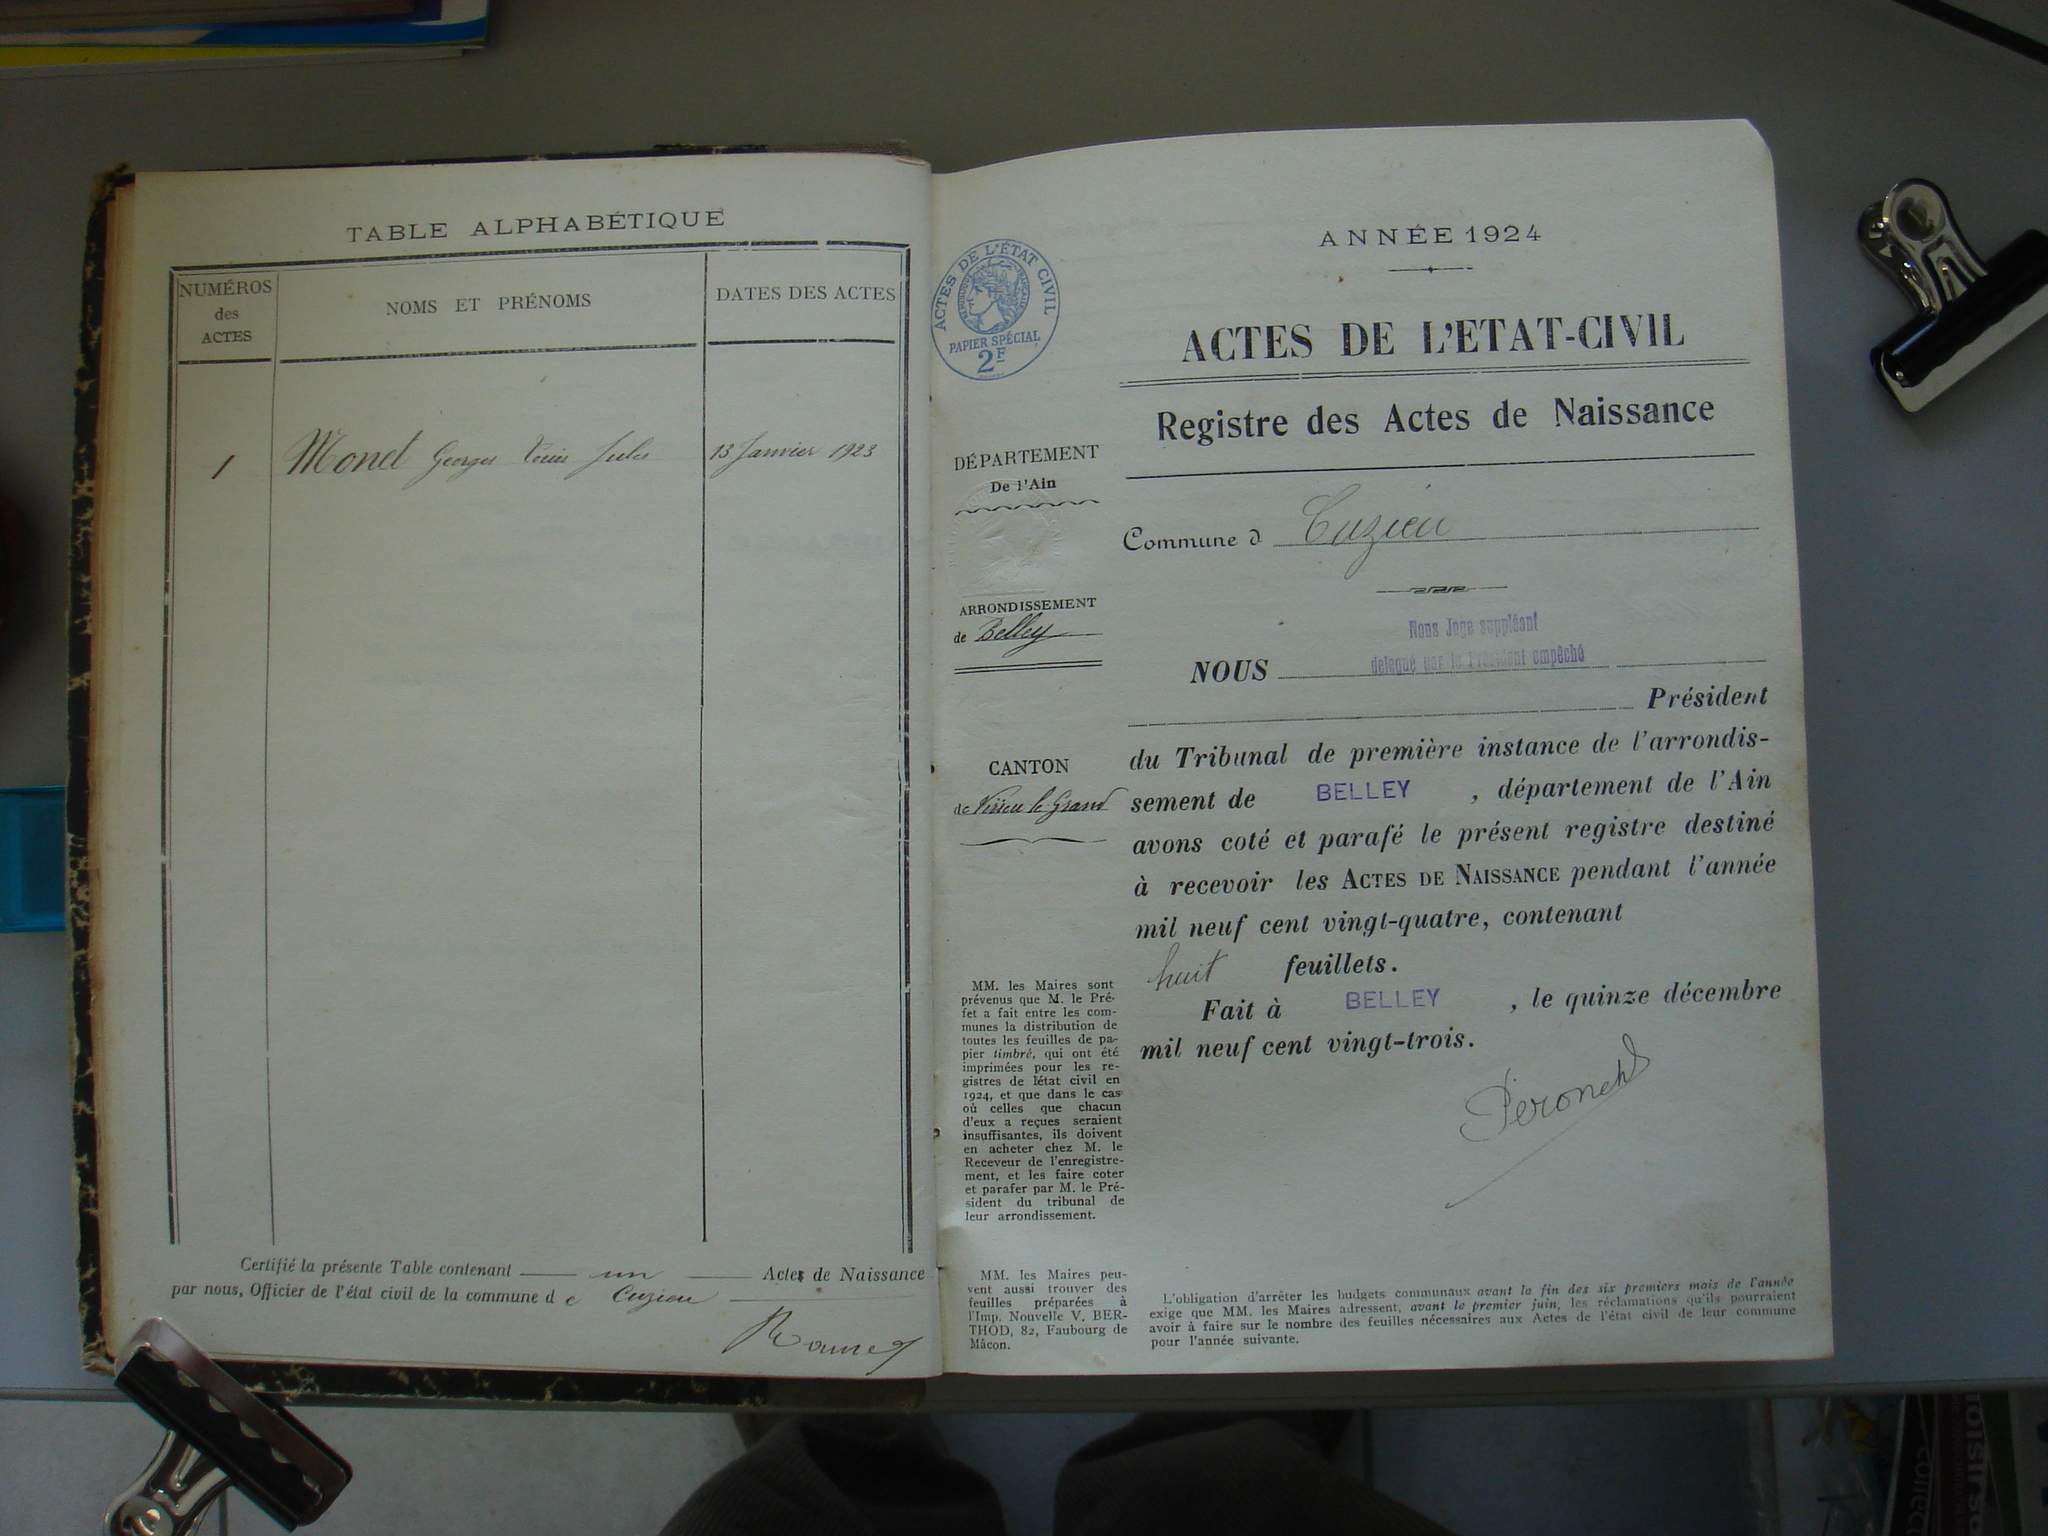 TABLE ALPHABÉTIQUE
NUMÉROS
des
ACTES
NOMS ET PRÉNOMS
DATES DES ACTES
1 Monet Georges Louis Jules 13 Janvier 1923
Certifié la présente Table contenant un Actes de Naissance
par nous, Officier de l'état civil de la commune de Cuzieu
ACTES DE L'ÉTAT CIVIL
PAPIER SPÉCIAL
2F
DÉPARTEMENT
De l'Ain
ARRONDISSEMENT
de Belley
CANTON
de Virieu le Grand
MM. les Maires sont
prévenus que M. le Pré-
fet a fait entre les com-
munes la distribution de
toutes les feuilles de pa-
pier timbré, qui ont été
imprimées pour les re-
gistres de létat civil en
1924, et que dans le cas
où celles que chacun
d'eux a reçues seraient
insuffisantes, ils doivent
en acheter chez M. le
Receveur de l'enregistre-
ment, et les faire coter
et parafer par M. le Pré-
sident du tribunal de
leur arrondissement.
MM. les Maires peu-
vent aussi trouver des
feuilles préparées à
l'Imp. Nouvelle V. BER-
THOD, 82, Faubourg de
Mâcon.
ANNÉE 1924
ACTES DE L'ETAT-CIVIL
Registre des Actes de Naissance
Commune d Cuzieu
Nous Juge suppléant
délégué par le Président empêché
NOUS
Président
du Tribunal de première instance de l'arrondis-
sement de BELLEY, département de l'Ain
avons coté et parafé le présent registre destiné
à recevoir les ACTES DE NAISSANCE pendant l'année
mil neuf cent vingt-quatre, contenant
huit feuillets.
Fait à BELLEY, le quinze décembre
mil neuf cent vingt-trois.
L'obligation d'arrêter les budgets communaux avant la fin des six premiers mois de l'année
exige que MM. les Maires adressent, avant le premier juin, les réclamations qu'ils pourraient
avoir à faire sur le nombre des feuilles nécessaires aux Actes de l'état civil de leur commune
pour l'année suivante.